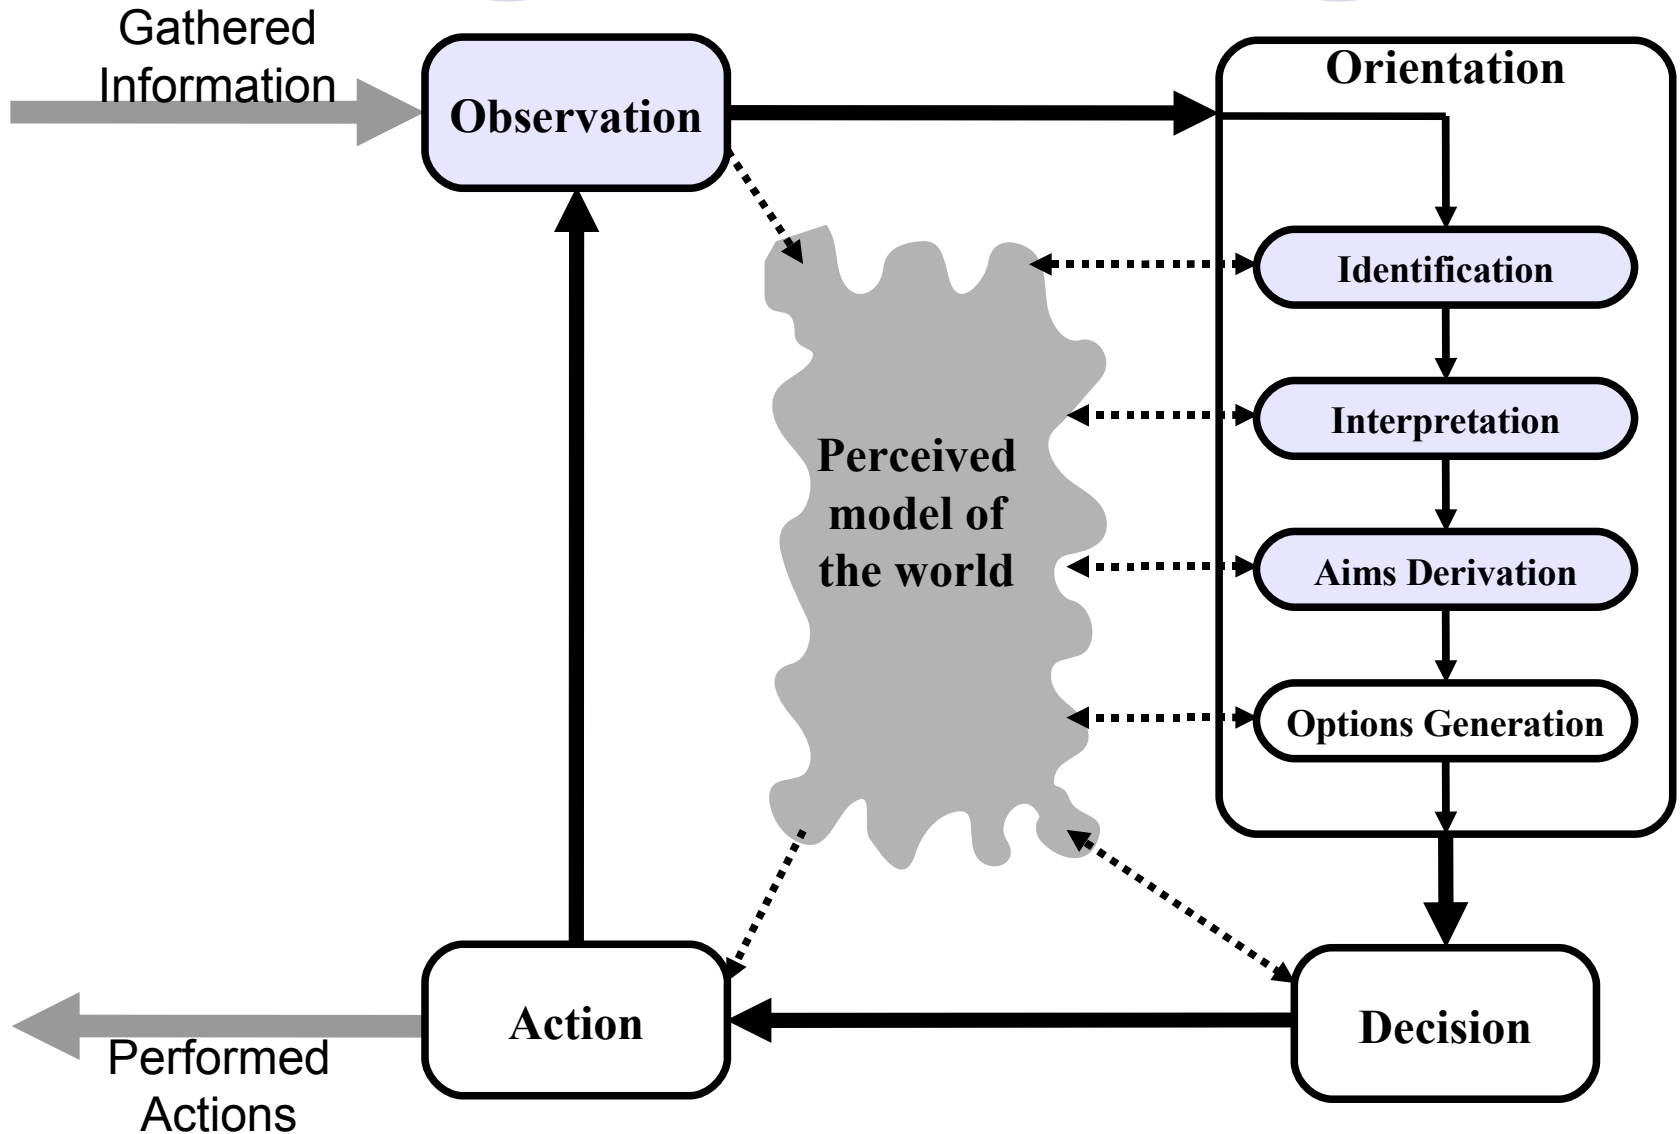 Gathered
Information
Observation
Orientation
Identification
Interpretation
Perceived
model of
the world
Aims Derivation
Options Generation
Action
Decision
Performed
Actions